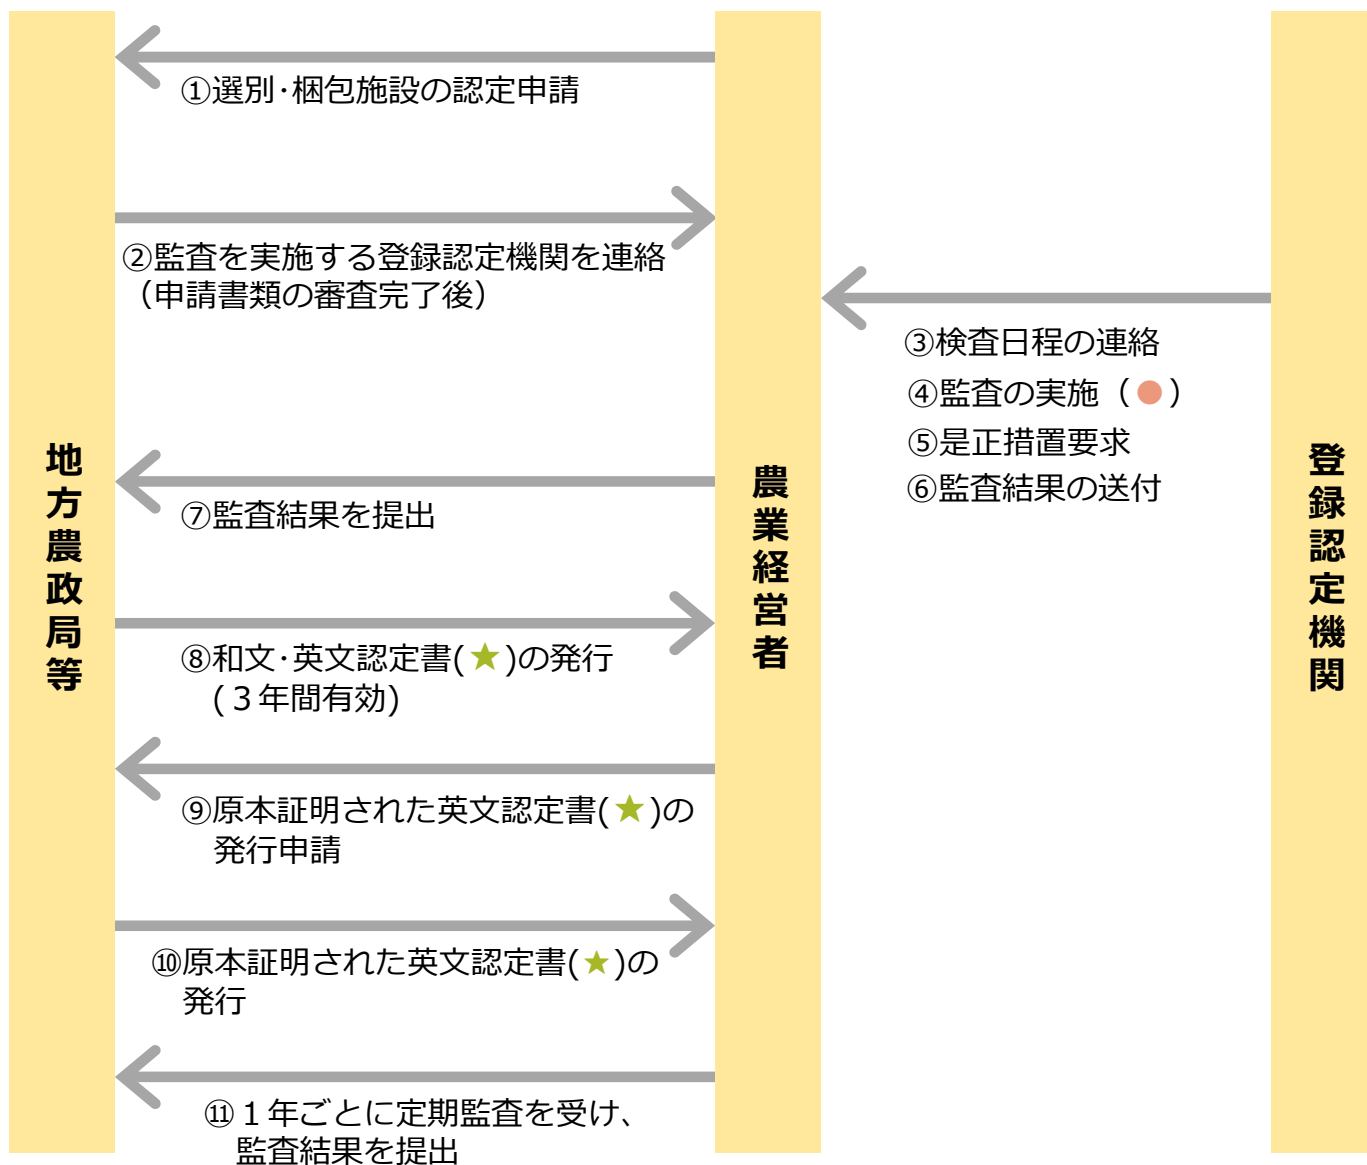 ①選別･梱包施設の認定申請
②監査を実施する登録認定機関を連絡
（申請書類の審査完了後）
③検査日程の連絡
④監査の実施（●）
⑤是正措置要求
⑥監査結果の送付
⑦監査結果を提出
⑧和文･英文認定書(★)の発行
(３年間有効)
⑨原本証明された英文認定書(★)の
発行申請
⑩原本証明された英文認定書(★)の
発行
⑪１年ごとに定期監査を受け、
監査結果を提出
地方農政局等
農業経営者
登録認定機関